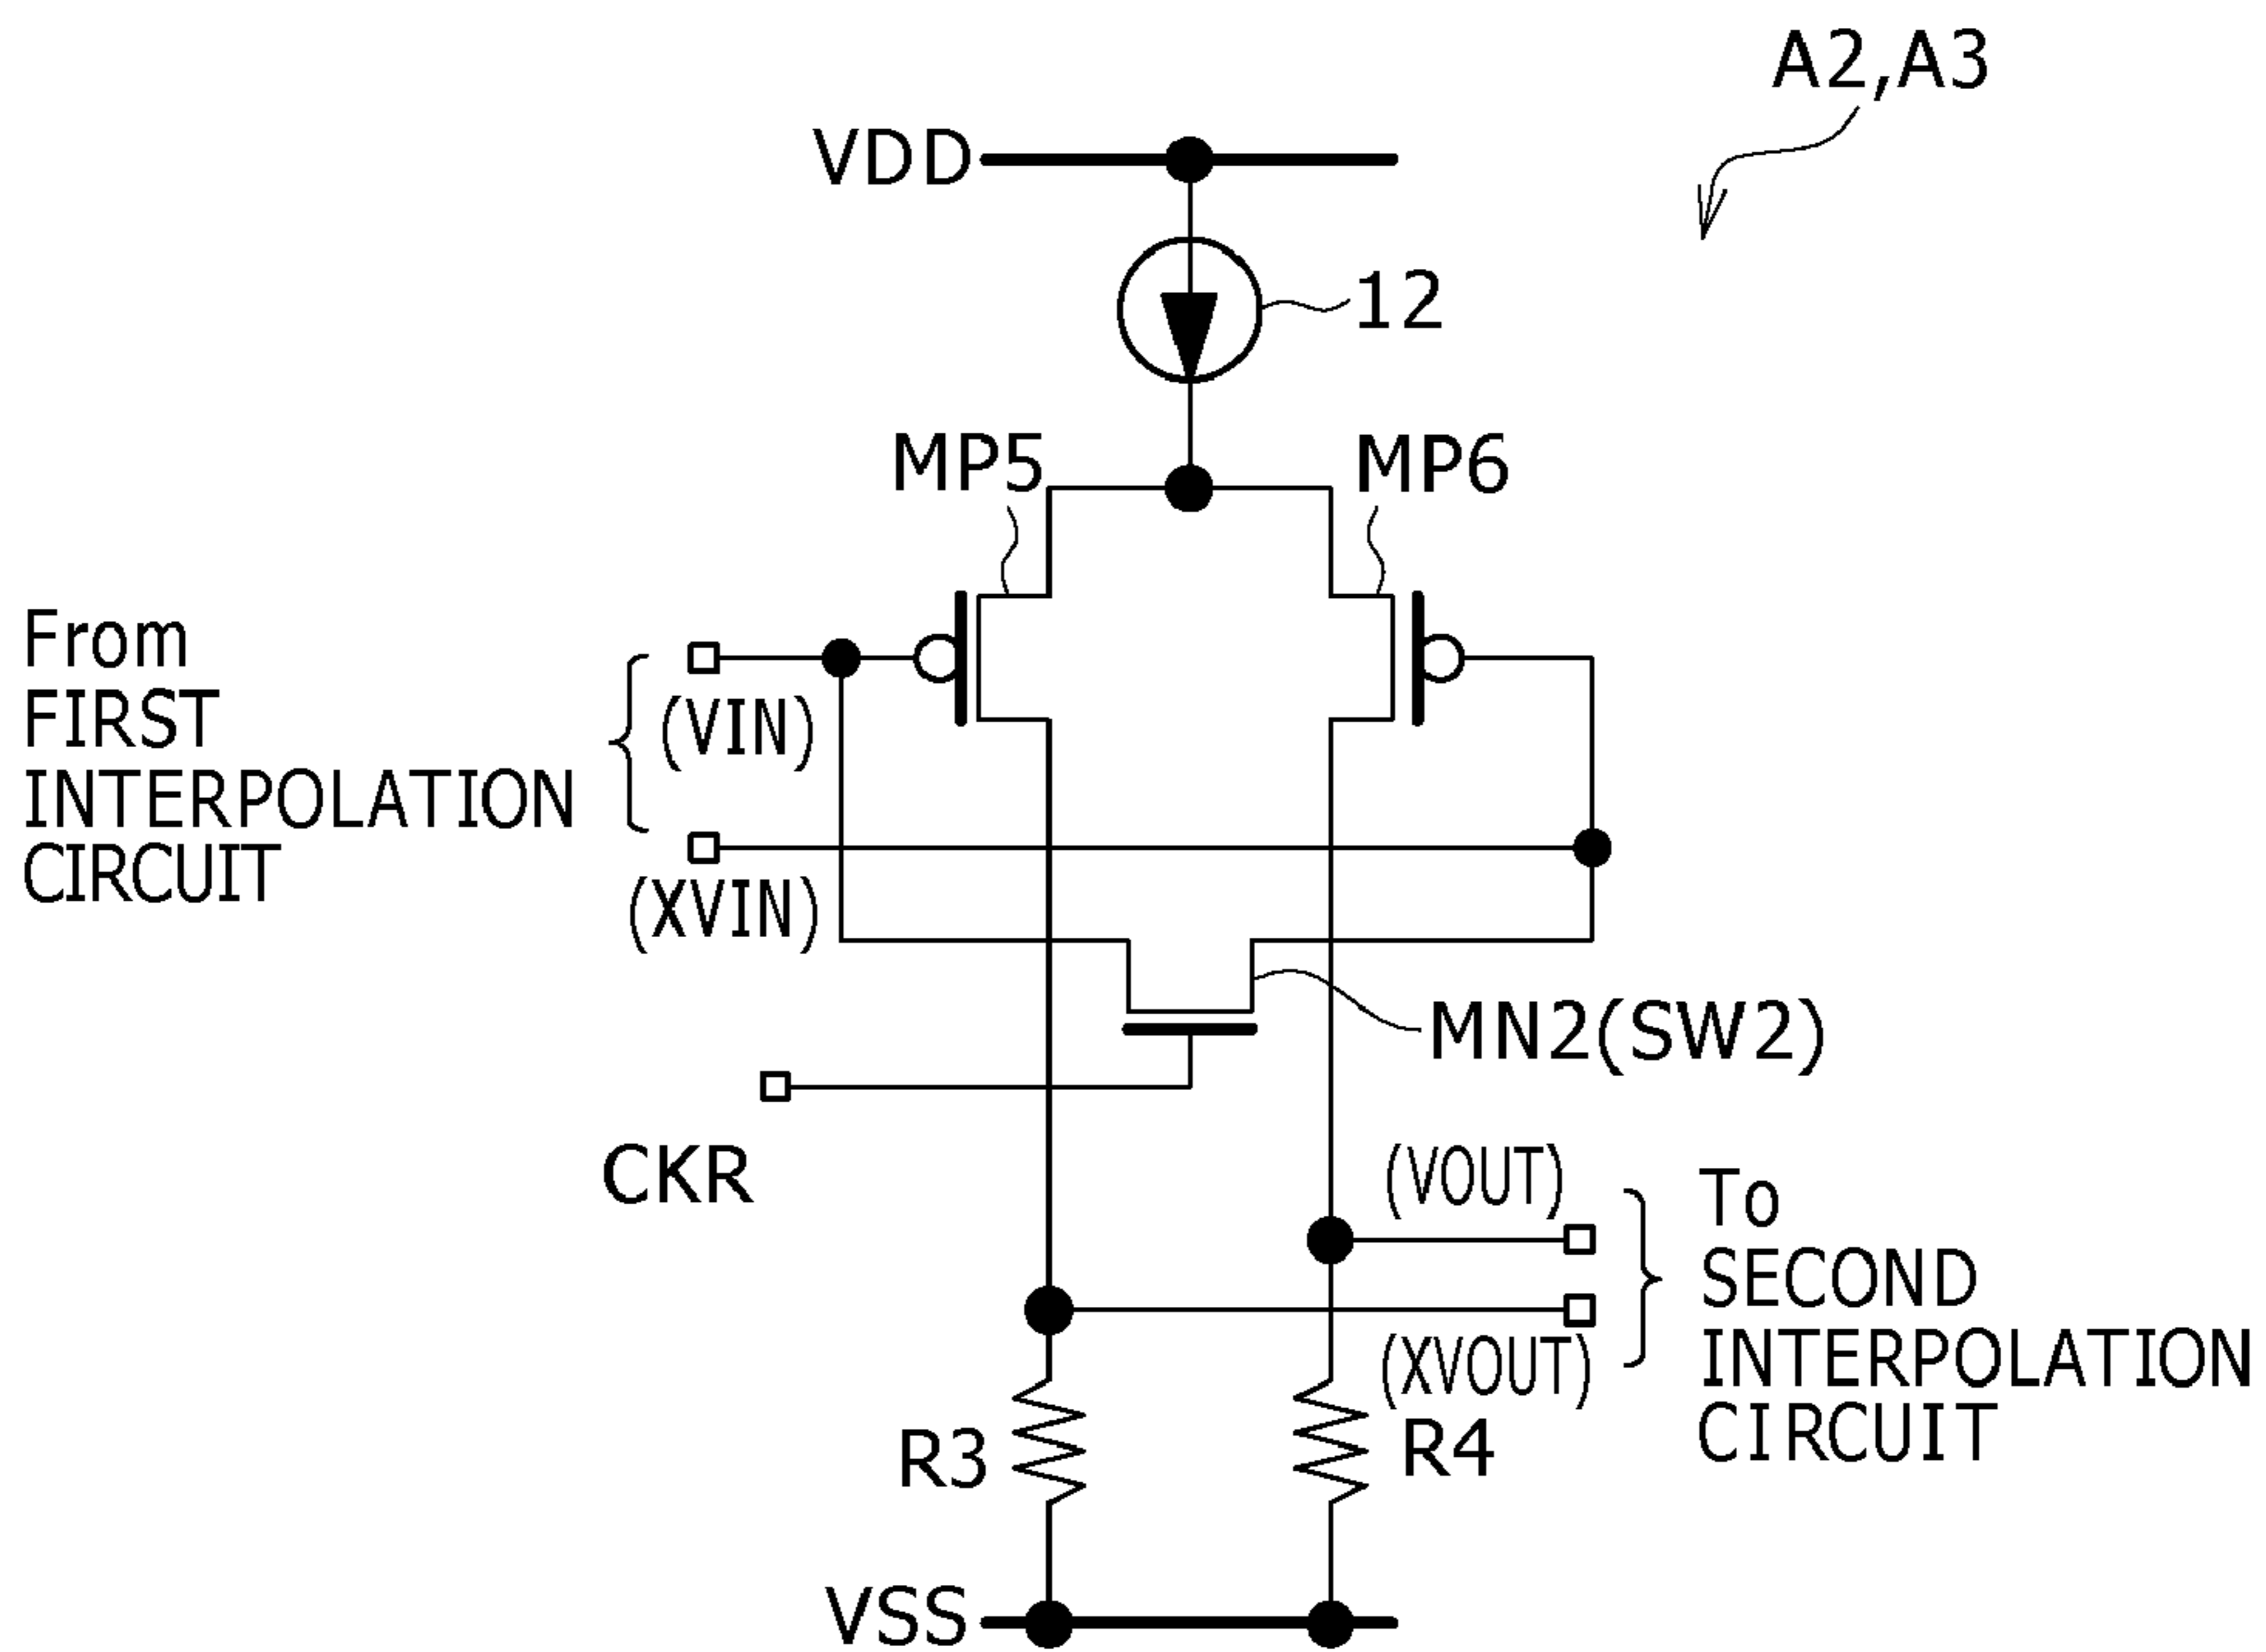 A2,A3
VDD
12
MP5
MP6
From
FIRST
INTERPOLATION
CIRCUIT
(VIN)
(XVIN)
MN2(SW2)
CKR
(VOUT)
(XVOUT)
To
SECOND
INTERPOLATION
CIRCUIT
R3
R4
VSS